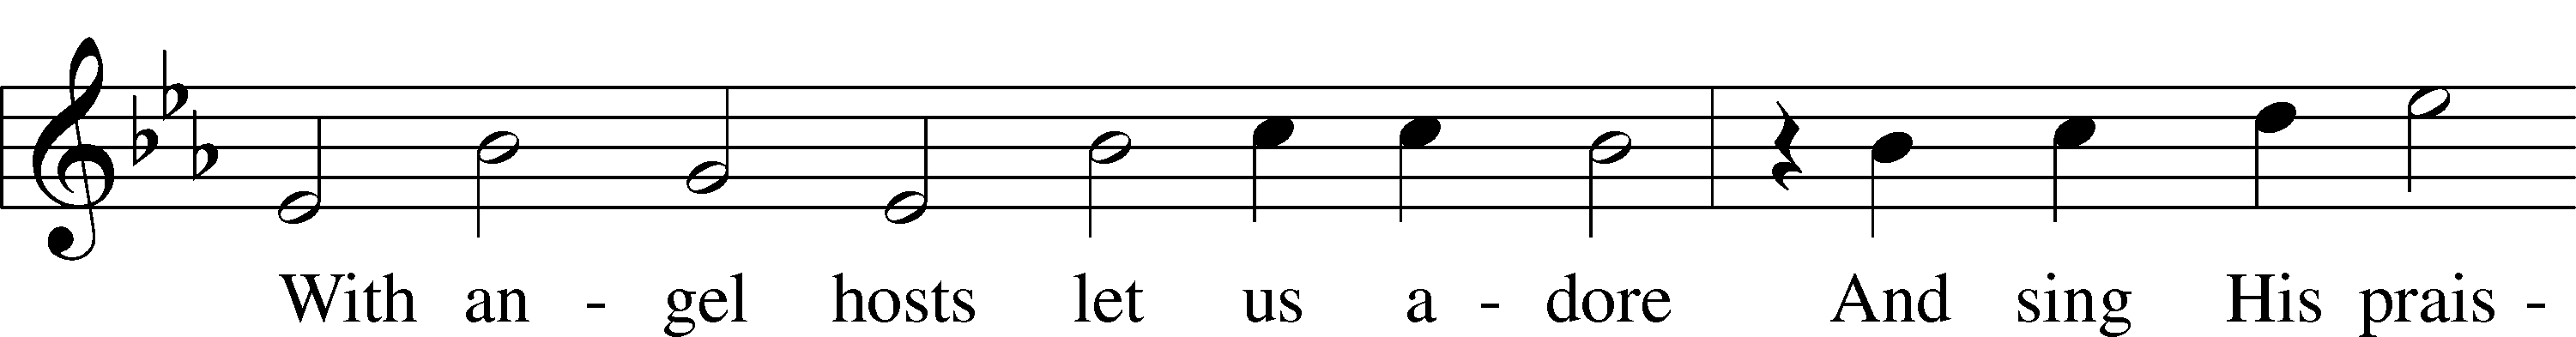 With an - gel hosts let us a - dore And sing His prais -